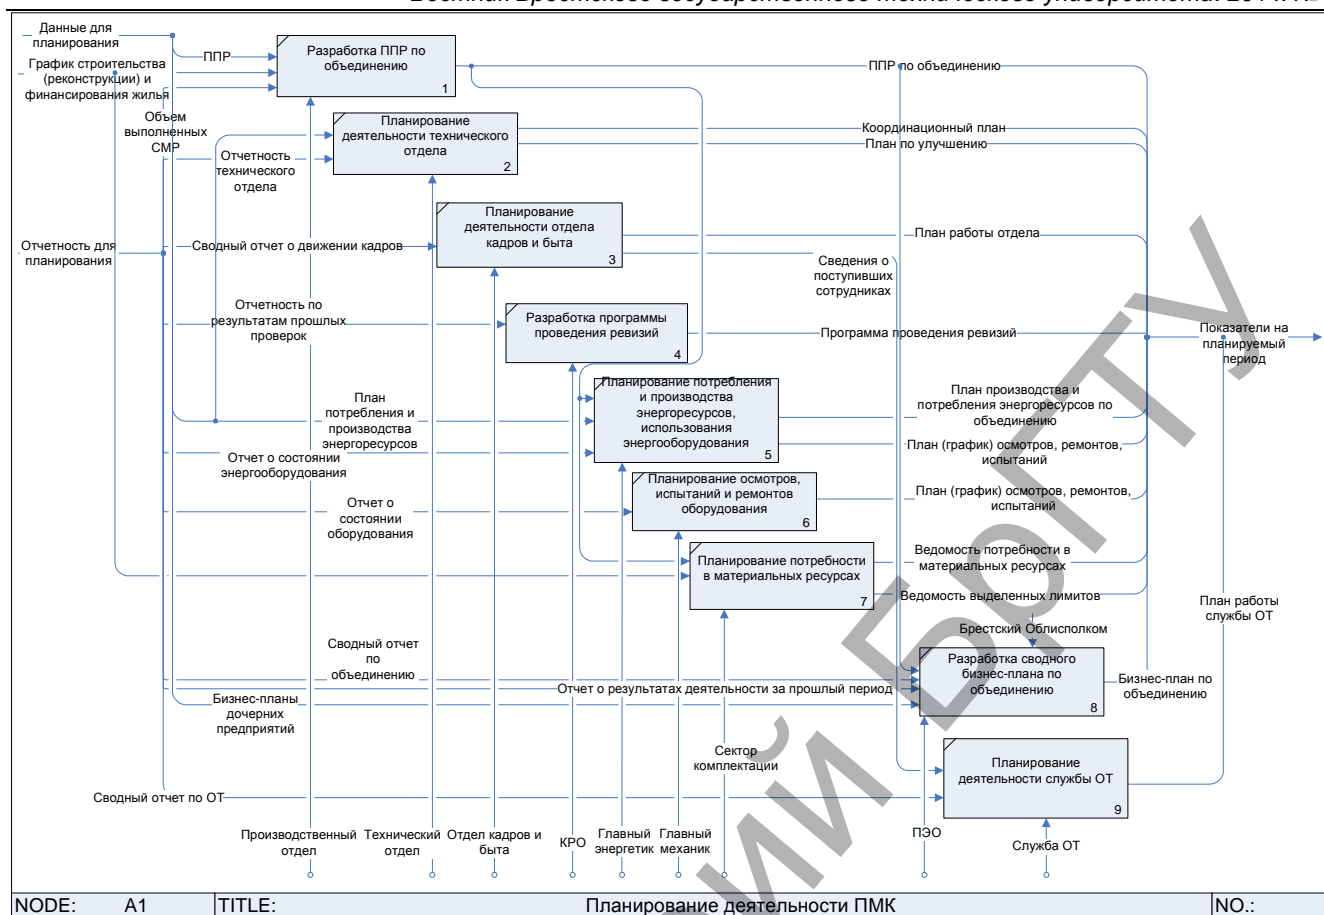 Данные для
планирования
График строительства
(реконструкции) и
финансирования жилья
ППР
Разработка ППР по
объединению
1
ППР по объединению
Объем
выполненных
СМР
Отчетность
технического
отдела
Планирование
деятельности технического
отдела
2
Координационный план
План по улучшению
Отчетность для
планирования
Сводный отчет о движении кадров
Планирование
деятельности отдела
кадров и быта
3
План работы отдела
Сведения о
поступивших
сотрудниках
Отчетность по
результатам прошлых
проверок
Разработка программы
проведения ревизий
4
Программа проведения ревизий
Показатели на
планируемый
период
План
потребления и
производства
энергоресурсов
Отчет о состоянии
энергооборудования
Планирование потребления
и производства
энергоресурсов,
использования
энергооборудования
5
План производства и
потребления энергоресурсов по
объединению
План (график) осмотров, ремонтов,
испытаний
Отчет о
состоянии
оборудования
Планирование осмотров,
испытаний и ремонтов
оборудования
6
План (график) осмотров, ремонтов,
испытаний
Планирование потребности
в материальных ресурсах
7
Ведомость потребности в
материальных ресурсах
Ведомость выделенных лимитов
План работы
службы ОТ
Брестский Облисполком
Сводный отчет
по
объединению
Отчет о результатах деятельности за прошлый период
Бизнес-планы
дочерних
предприятий
Разработка сводного
бизнес-плана по
объединению
8
Бизнес-план по
объединению
Сектор
комплектации
Планирование
деятельности службы ОТ
9
Сводный отчет по ОТ
Производственный
отдел
Технический
отдел
Отдел кадров и
быта
КРО
Главный
энергетик
Главный
механик
ПЭО
Служба ОТ
NODE: A1 TITLE: Планирование деятельности ПМК NO.:
БрГТУ